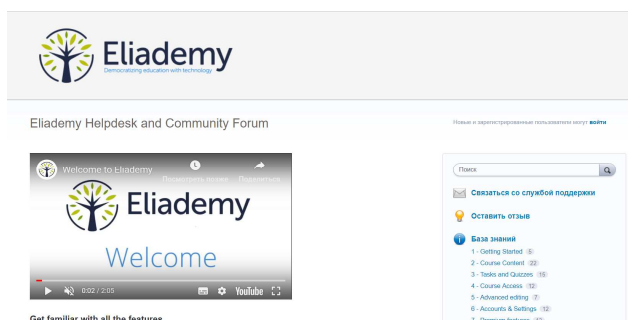 Eliademy
Democratizing education with technology
Eliademy Helpdesk and Community Forum
Новые и зарегистрированные пользователи могут войти
Welcome to Eliademy
Посмотреть позже
Поделиться
Eliademy
Welcome
0:02 / 2:05
YouTube
Get familiar with all the features
Поиск
Связаться со службой поддержки
Оставить отзыв
База знаний
1 - Getting Started 5
2 - Course Content 22
3 - Tasks and Quizzes 15
4 - Course Access 12
5 - Advanced editing 7
6 - Accounts & Settings 12
7 - Premium features